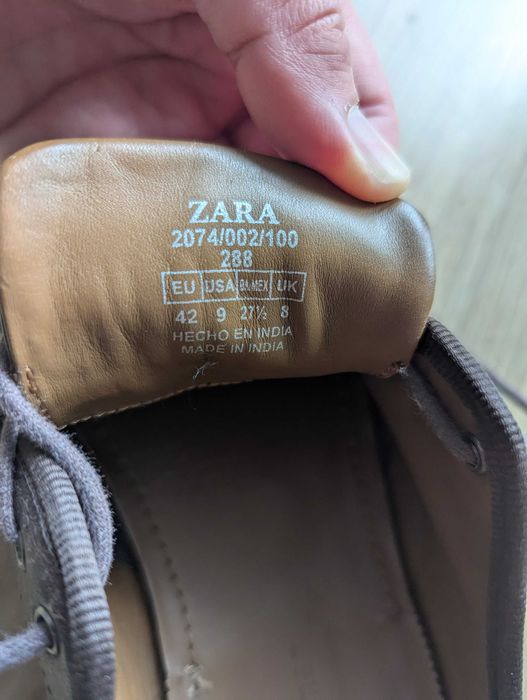 ZARA
2074/002/100
288
EU USA BR-MEX UK
42 9 27½ 8
HECHO EN INDIA
MADE IN INDIA